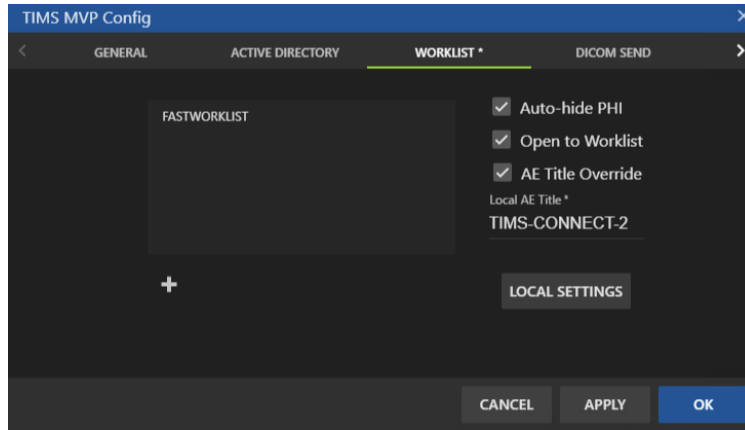 TIMS MVP Config
GENERAL ACTIVE DIRECTORY WORKLIST * DICOM SEND
FASTWORKLIST
Auto-hide PHI
Open to Worklist
AE Title Override
Local AE Title *
TIMS-CONNECT-2
LOCAL SETTINGS
CANCEL APPLY OK